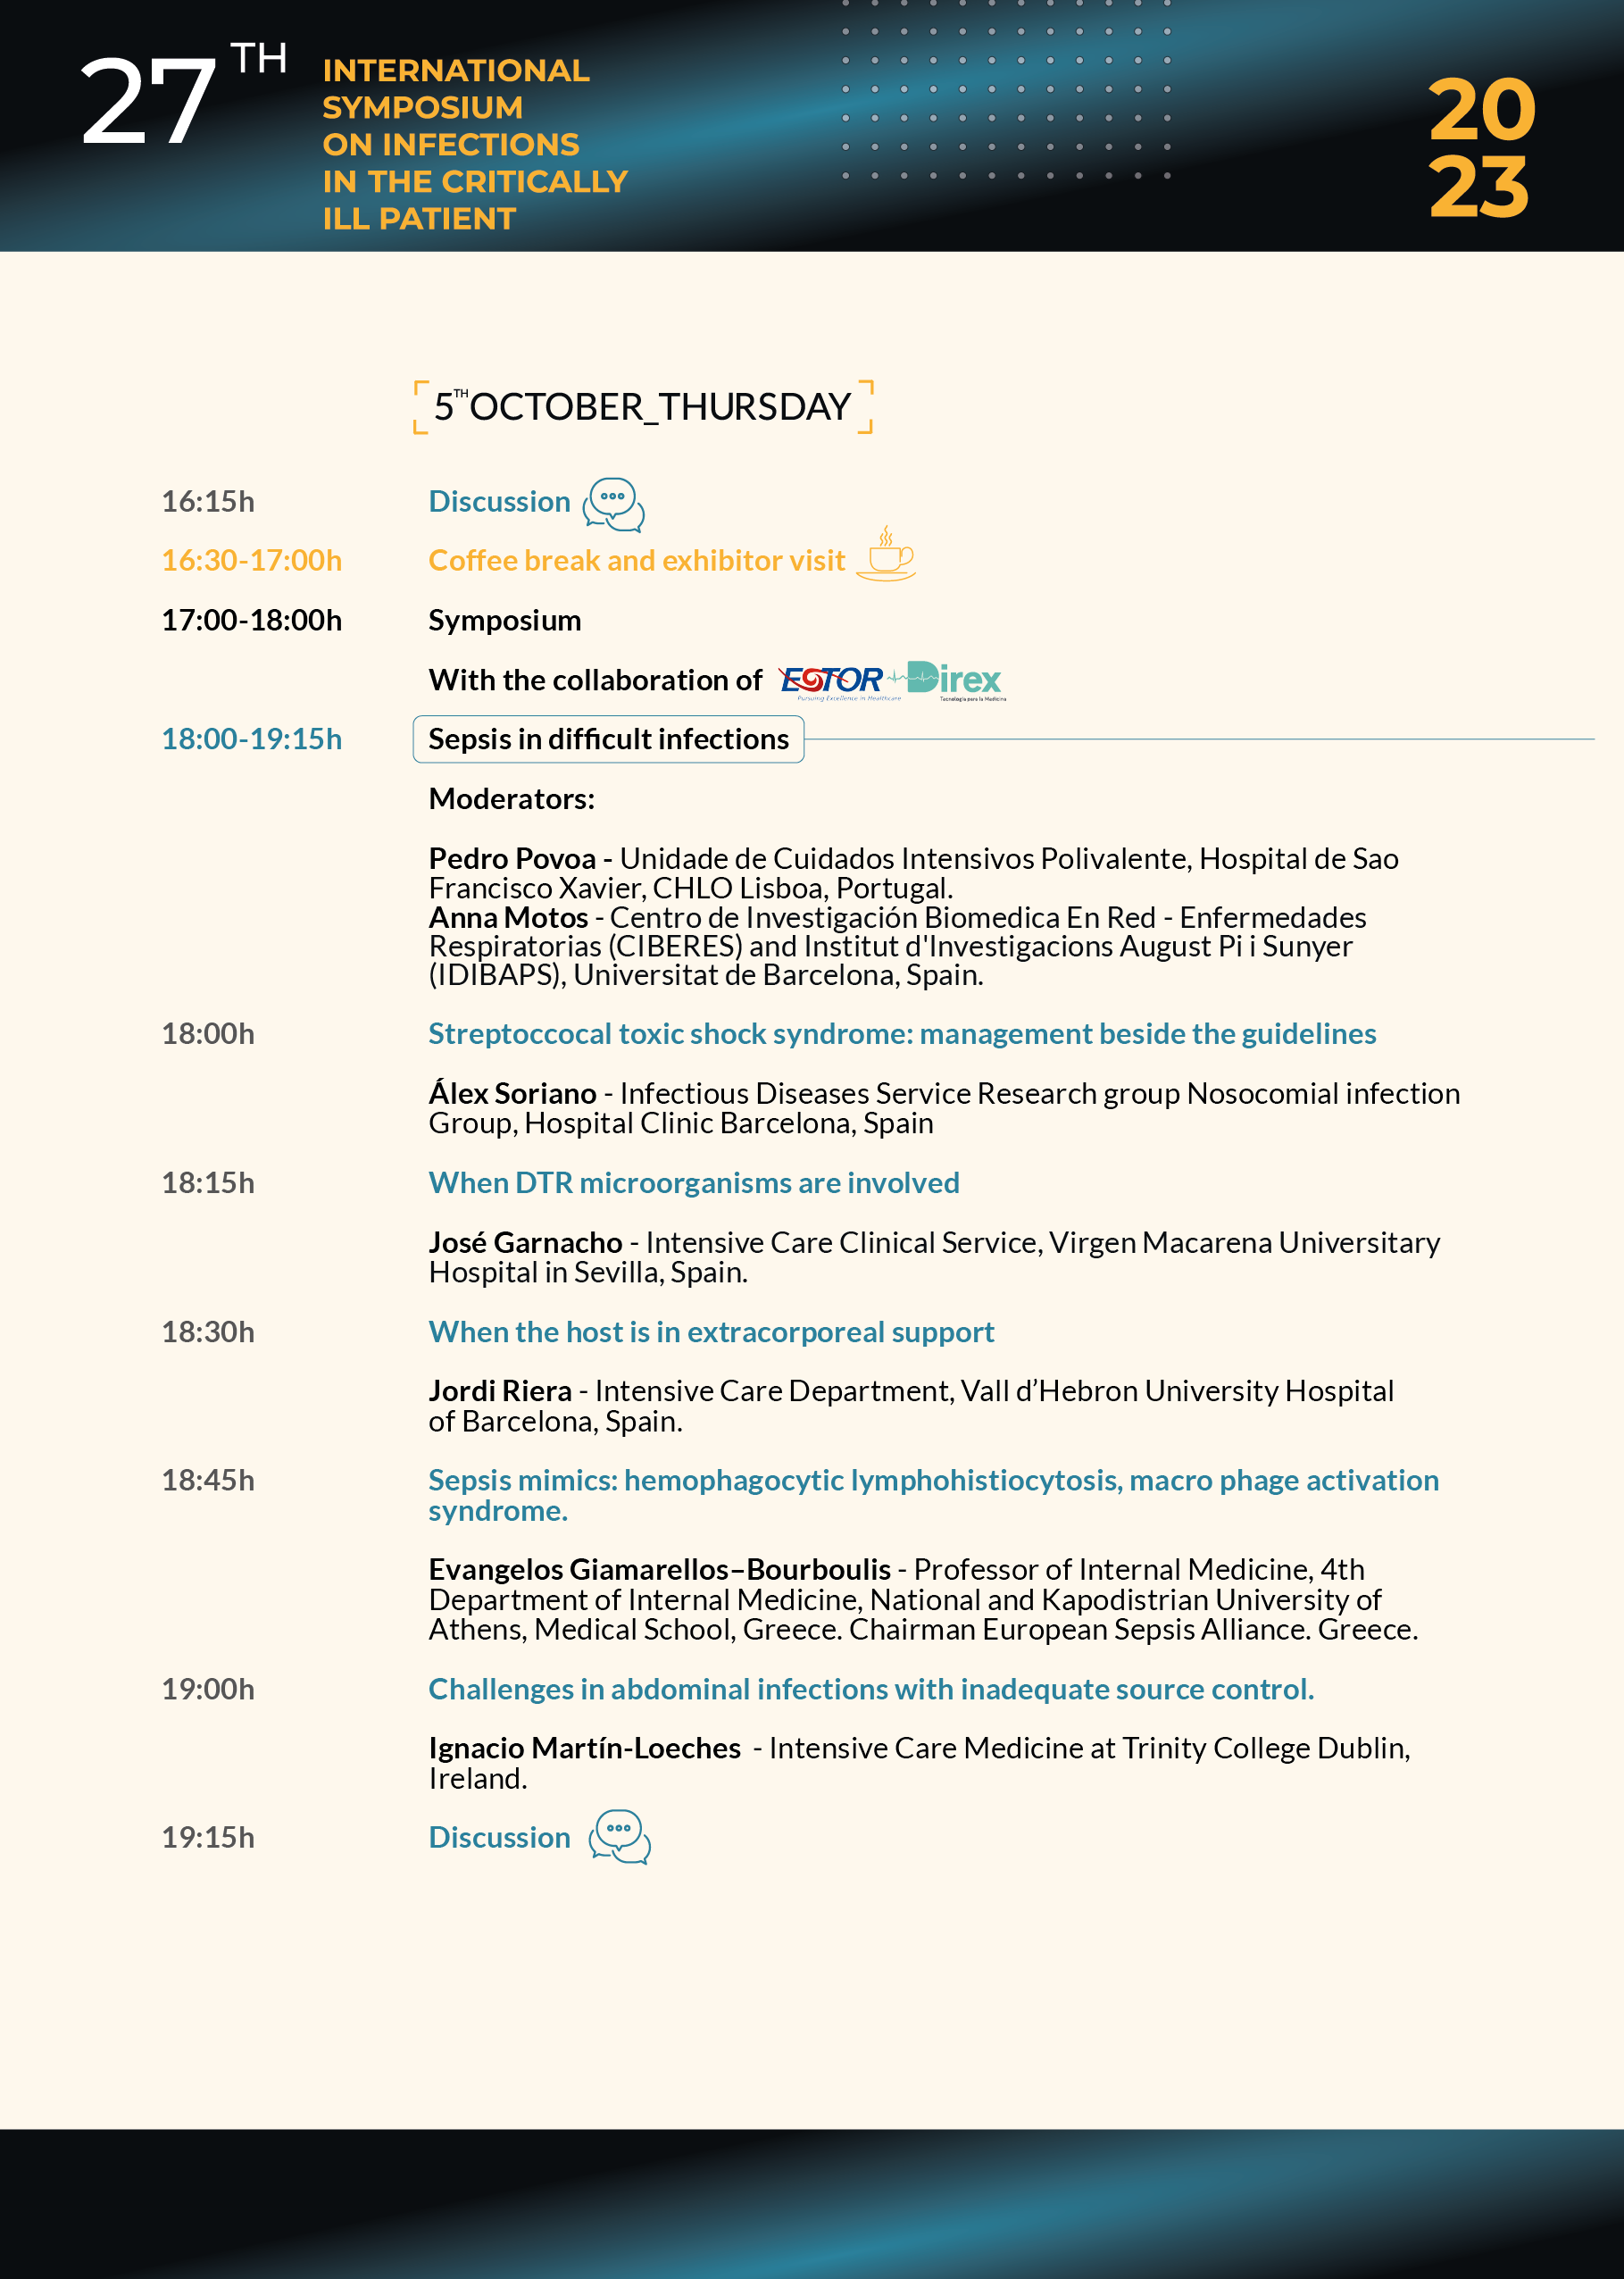 27TH
INTERNATIONAL
SYMPOSIUM
ON INFECTIONS
IN THE CRITICALLY
ILL PATIENT
20
23
5THOCTOBER_THURSDAY
16:15h Discussion
16:30-17:00h Coffee break and exhibitor visit
17:00-18:00h Symposium
With the collaboration of ESTOR Direx
Pursuing Excellence in Healthcare Tecnología para la Medicina
18:00-19:15h Sepsis in difficult infections
Moderators:
Pedro Povoa - Unidade de Cuidados Intensivos Polivalente, Hospital de Sao
Francisco Xavier, CHLO Lisboa, Portugal.
Anna Motos - Centro de Investigación Biomedica En Red - Enfermedades
Respiratorias (CIBERES) and Institut d'Investigacions August Pi i Sunyer
(IDIBAPS), Universitat de Barcelona, Spain.
18:00h Streptoccocal toxic shock syndrome: management beside the guidelines
Álex Soriano - Infectious Diseases Service Research group Nosocomial infection
Group, Hospital Clinic Barcelona, Spain
18:15h When DTR microorganisms are involved
José Garnacho - Intensive Care Clinical Service, Virgen Macarena Universitary
Hospital in Sevilla, Spain.
18:30h When the host is in extracorporeal support
Jordi Riera - Intensive Care Department, Vall d’Hebron University Hospital
of Barcelona, Spain.
18:45h Sepsis mimics: hemophagocytic lymphohistiocytosis, macro phage activation
syndrome.
Evangelos Giamarellos–Bourboulis - Professor of Internal Medicine, 4th
Department of Internal Medicine, National and Kapodistrian University of
Athens, Medical School, Greece. Chairman European Sepsis Alliance. Greece.
19:00h Challenges in abdominal infections with inadequate source control.
Ignacio Martín-Loeches - Intensive Care Medicine at Trinity College Dublin,
Ireland.
19:15h Discussion